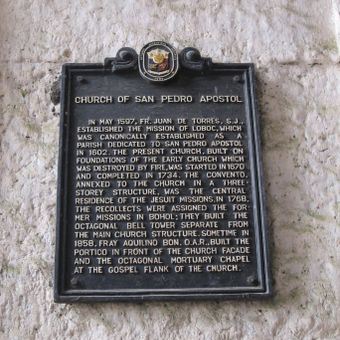 CHURCH OF SAN PEDRO APOSTOL
IN MAY 1597, FR. JUAN DE TORRES, S.J.,
ESTABLISHED THE MISSION OF LOBOC, WHICH
WAS CANONICALLY ESTABLISHED AS A
PARISH DEDICATED TO SAN PEDRO APOSTOL
IN 1602. THE PRESENT CHURCH, BUILT ON
FOUNDATIONS OF THE EARLY CHURCH WHICH
WAS DESTROYED BY FIRE, WAS STARTED IN 1670
AND COMPLETED IN 1734. THE CONVENTO,
ANNEXED TO THE CHURCH IN A THREE-
STOREY STRUCTURE, WAS THE CENTRAL
RESIDENCE OF THE JESUIT MISSIONS. IN 1768,
THE RECOLLECTS WERE ASSIGNED THE FOR-
MER MISSIONS IN BOHOL; THEY BUILT THE
OCTAGONAL BELL TOWER SEPARATE FROM
THE MAIN CHURCH STRUCTURE. SOMETIME IN
1858, FRAY AQUILINO BON, O.A.R., BUILT THE
PORTICO IN FRONT OF THE CHURCH FACADE
AND THE OCTAGONAL MORTUARY CHAPEL
AT THE GOSPEL FLANK OF THE CHURCH.